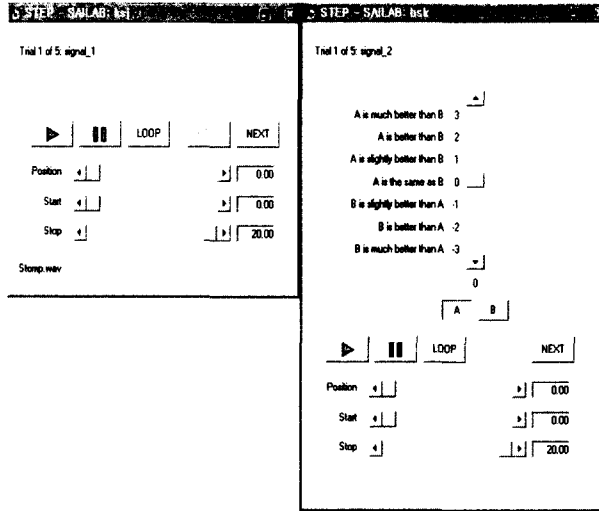 STEP - SAILAB: ksj
Trial 1 of 5: signal_1
LOOP NEXT
Position 0.00
Start 0.00
Stop 20.00
Stomp.wav
STEP - SAILAB: bsk
Trial 1 of 5: signal_2
A is much better than B 3
A is better than B 2
A is slightly better than B 1
A is the same as B 0
B is slightly better than A -1
B is better than A -2
B is much better than A -3
0
A B
LOOP NEXT
Position 0.00
Start 0.00
Stop 20.00